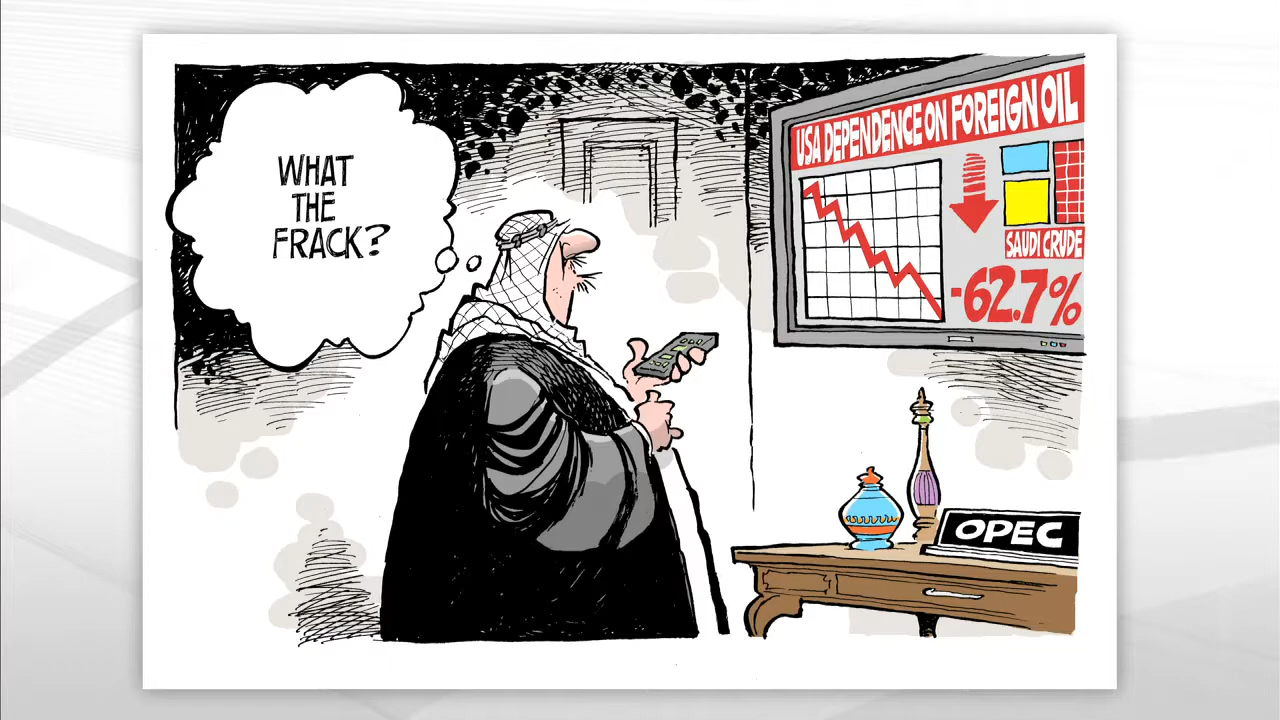 WHAT
THE
FRACK?
USA DEPENDENCE ON FOREIGN OIL
SAUDI CRUDE
-62.7%
OPEC